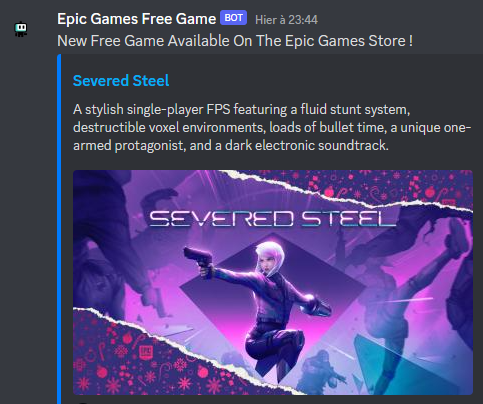 Epic Games Free Game BOT Hier à 23:44
New Free Game Available On The Epic Games Store !
Severed Steel
A stylish single-player FPS featuring a fluid stunt system,
destructible voxel environments, loads of bullet time, a unique one-
armed protagonist, and a dark electronic soundtrack.
SEVERED STEEL
EPIC
GAMES